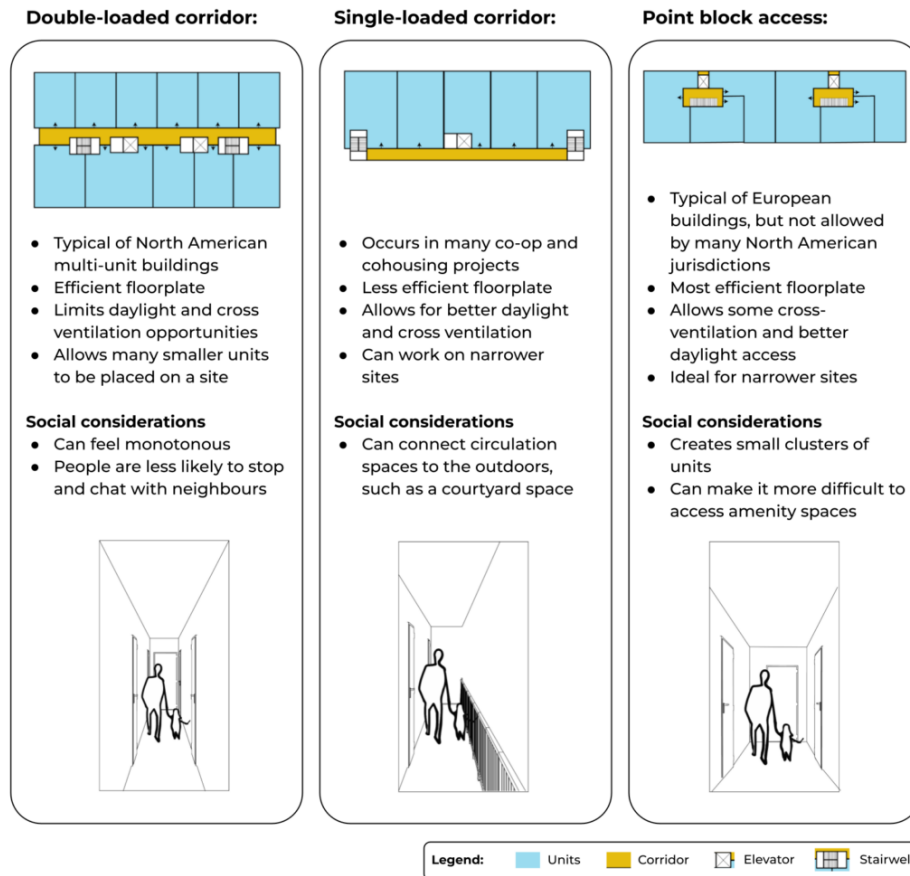 Double-loaded corridor:
Typical of North American
multi-unit buildings
Efficient floorplate
Limits daylight and cross
ventilation opportunities
Allows many smaller units
to be placed on a site
Social considerations
Can feel monotonous
People are less likely to stop
and chat with neighbours
Single-loaded corridor:
Occurs in many co-op and
cohousing projects
Less efficient floorplate
Allows for better daylight
and cross ventilation
Can work on narrower
sites
Social considerations
Can connect circulation
spaces to the outdoors,
such as a courtyard space
Point block access:
Typical of European
buildings, but not allowed
by many North American
jurisdictions
Most efficient floorplate
Allows some cross-
ventilation and better
daylight access
Ideal for narrower sites
Social considerations
Creates small clusters of
units
Can make it more difficult to
access amenity spaces
Legend: Units Corridor Elevator Stairwel